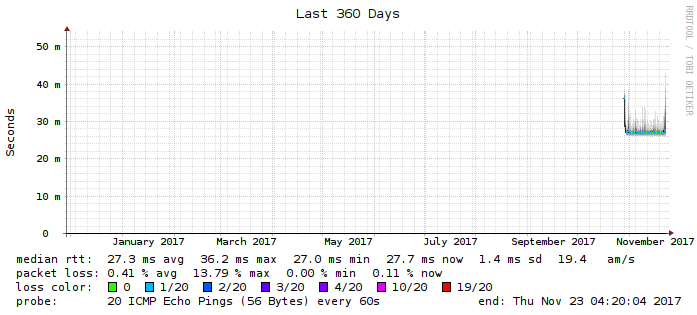 Last 360 Days
RRDTOOL / TOBI OETIKER
Seconds
50 m
40 m
30 m
20 m
10 m
0
January 2017 March 2017 May 2017 July 2017 September 2017 November 2017
median rtt: 27.3 ms avg 36.2 ms max 27.0 ms min 27.7 ms now 1.4 ms sd 19.4 am/s
packet loss: 0.41 % avg 13.79 % max 0.00 % min 0.11 % now
loss color: 0 1/20 2/20 3/20 4/20 10/20 19/20
probe: 20 ICMP Echo Pings (56 Bytes) every 60s end: Thu Nov 23 04:20:04 2017